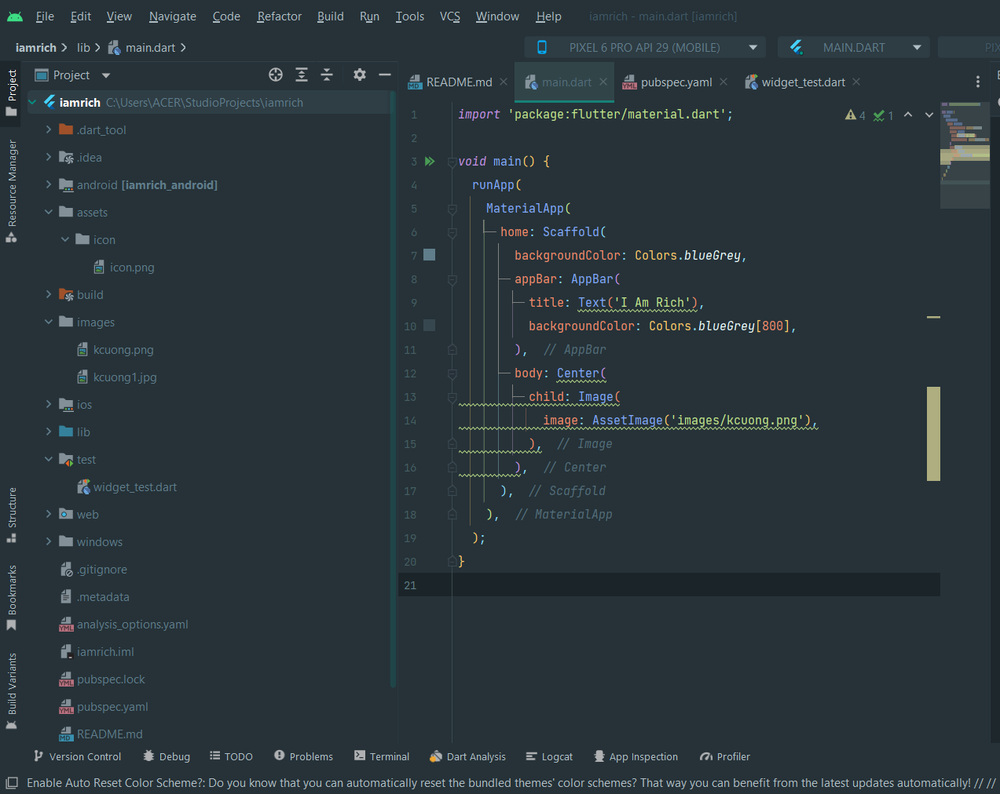 File Edit View Navigate Code Refactor Build Run Tools VCS Window Help iamrich - main.dart [iamrich]
iamrich lib main.dart PIXEL 6 PRO API 29 (MOBILE) MAIN.DART
Project
README.md main.dart pubspec.yaml widget_test.dart
Project
Resource Manager
Structure
Bookmarks
Build Variants
iamrich C:\Users\ACER\StudioProjects\iamrich
.dart_tool
.idea
android [iamrich_android]
assets
icon
icon.png
build
images
kcuong.png
kcuong1.jpg
ios
lib
test
widget_test.dart
web
windows
.gitignore
.metadata
analysis_options.yaml
iamrich.iml
pubspec.lock
pubspec.yaml
README.md
4 1
1 import 'package:flutter/material.dart';
2
3 void main() {
4 runApp(
5 MaterialApp(
6 home: Scaffold(
7 backgroundColor: Colors.blueGrey,
8 appBar: AppBar(
9 title: Text('I Am Rich'),
10 backgroundColor: Colors.blueGrey[800],
11 ), // AppBar
12 body: Center(
13 child: Image(
14 image: AssetImage('images/kcuong.png'),
15 ), // Image
16 ), // Center
17 ), // Scaffold
18 ), // MaterialApp
19 );
20 }
21
Version Control Debug TODO Problems Terminal Dart Analysis Logcat App Inspection Profiler
Enable Auto Reset Color Scheme?: Do you know that you can automatically reset the bundled themes' color schemes? That way you can benefit from the latest updates automatically! // //